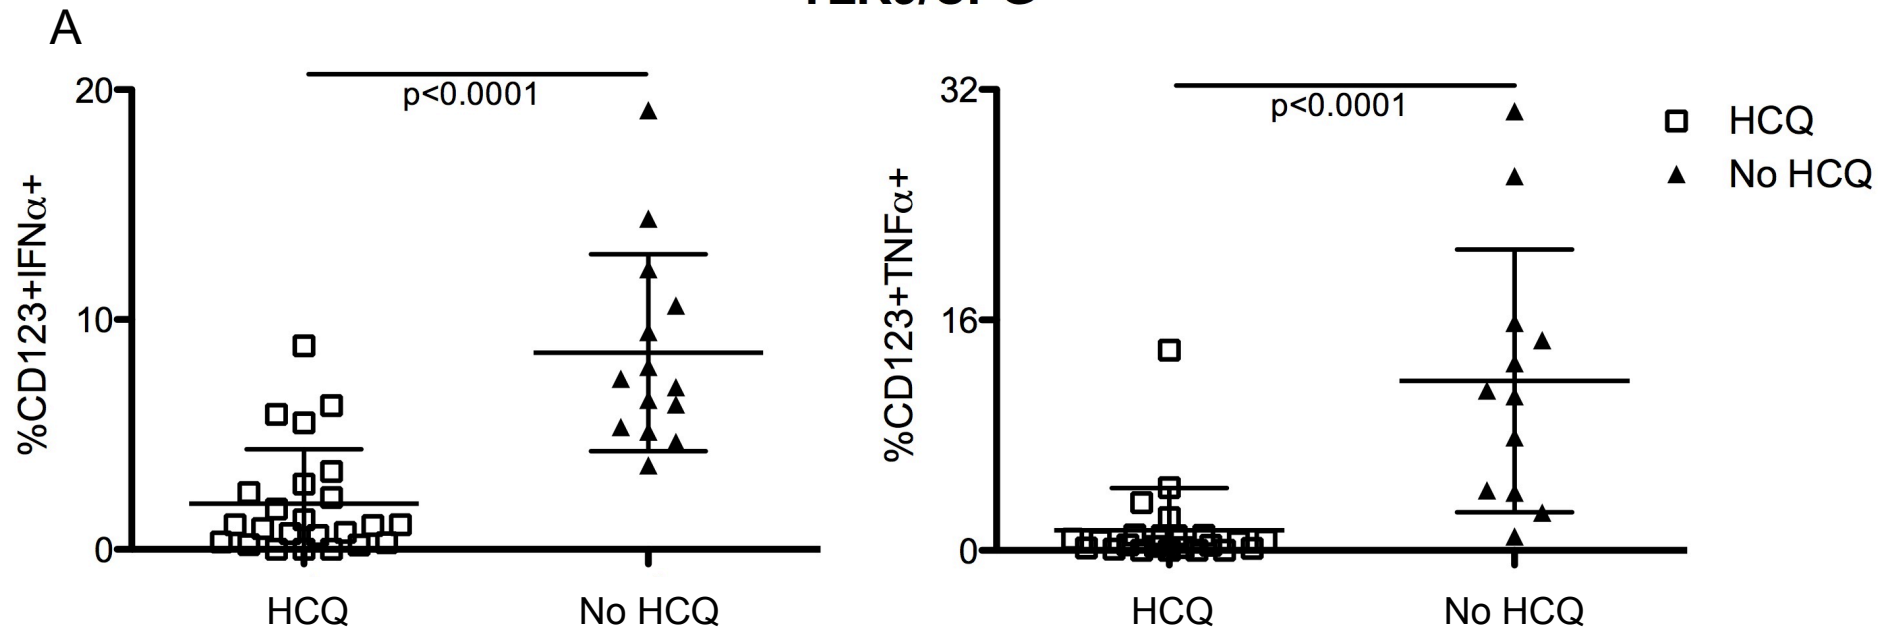 A
20
p<0.0001
10
0
%CD123+IFNα+
HCQ
No HCQ
32
p<0.0001
16
0
%CD123+TNFα+
HCQ
No HCQ
HCQ
No HCQ